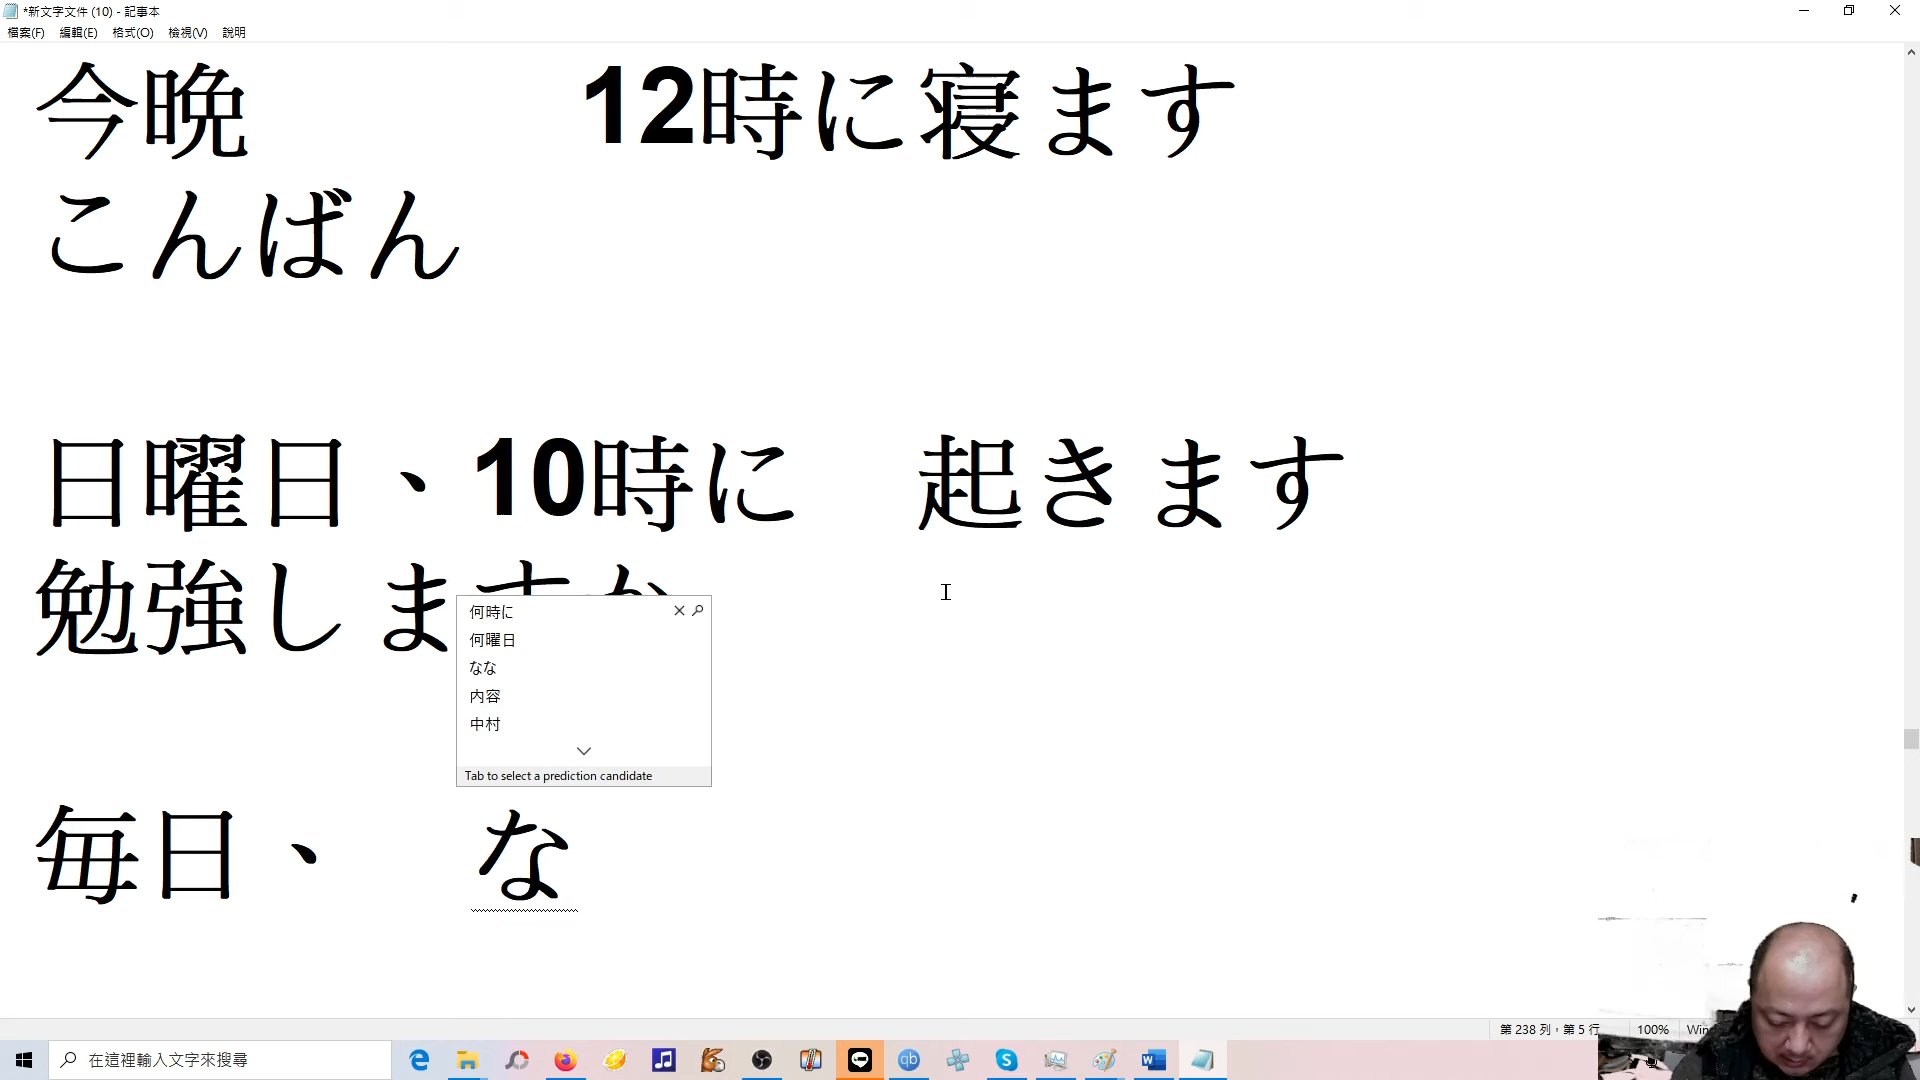 *新文字文件 (10) - 記事本
檔案(F) 編輯(E) 格式(O) 檢視(V) 說明
今晩 12時に寝ます
こんばん
日曜日、10時に 起きます
勉強しますか
何時に
何曜日
なな
内容
中村
Tab to select a prediction candidate
毎日、 な
第 238 列，第 5 行 100% Win
在這裡輸入文字來搜尋